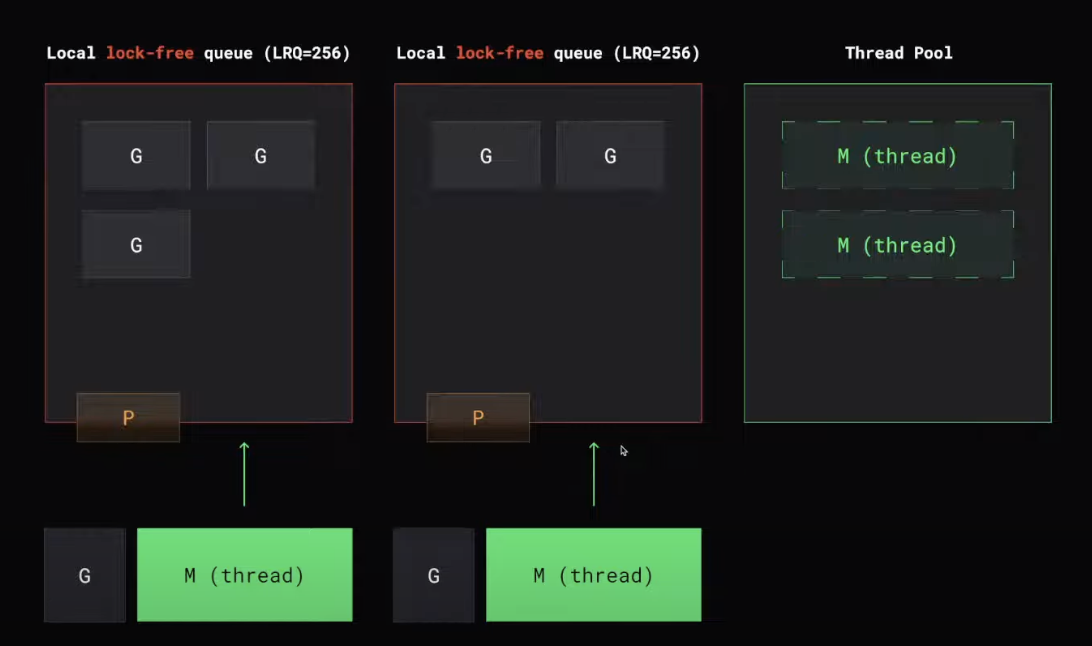 Local lock-free queue (LRQ=256)
Local lock-free queue (LRQ=256)
Thread Pool
G
G
G
G
M (thread)
G
M (thread)
P
P
G
M (thread)
G
M (thread)